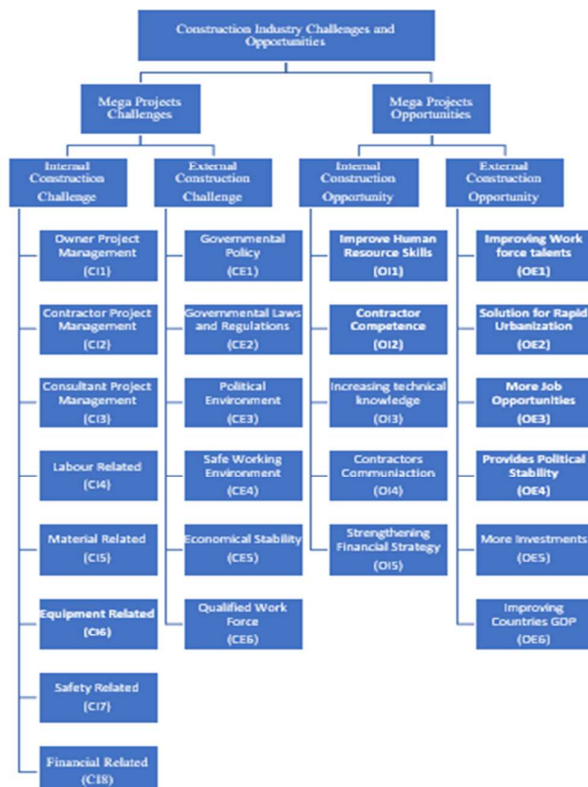 Construction Industry Challenges and
Opportunities
Mega Projects
Challenges
Mega Projects
Opportunities
Internal
Construction
Challenge
External
Construction
Challenge
Internal
Construction
Opportunity
External
Construction
Opportunity
Owner Project
Management
(CI1)
Contractor Project
Management
(CI2)
Consultant Project
Management
(CI3)
Labour Related
(CI4)
Material Related
(CI5)
Equipment Related
(CI6)
Safety Related
(CI7)
Financial Related
(CI8)
Governmental
Policy
(CE1)
Governmental Laws
and Regulations
(CE2)
Political
Environment
(CE3)
Safe Working
Environment
(CE4)
Economical Stability
(CE5)
Qualified Work
Force
(CE6)
Improve Human
Resource Skills
(OI1)
Contractor
Competence
(OI2)
Increasing technical
knowledge
(OI3)
Contractors
Communiaction
(OI4)
Strengthening
Financial Strategy
(OI5)
Improving Work
force talents
(OE1)
Solution for Rapid
Urbanization
(OE2)
More Job
Opportunities
(OE3)
Provides Political
Stability
(OE4)
More Investments
(OE5)
Improving
Countries GDP
(OE6)